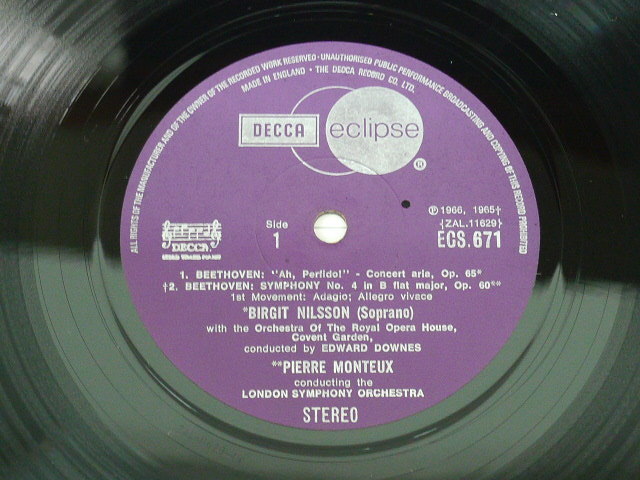 ALL RIGHTS OF THE MANUFACTURER AND OF THE OWNER OF THE RECORDED WORK RESERVED · UNAUTHORISED PUBLIC PERFORMANCE BROADCASTING AND COPYING OF THIS RECORD PROHIBITED
MADE IN ENGLAND · THE DECCA RECORD CO. LTD.
DECCA eclipse
®
Ⓟ 1966, 1965†
{ZAL.11629}
ECS.671
DECCA
Side
1
1. BEETHOVEN: "Ah, Perfido!" - Concert aria, Op. 65*
†2. BEETHOVEN: SYMPHONY No. 4 in B flat major, Op. 60**
1st Movement: Adagio; Allegro vivace
*BIRGIT NILSSON (Soprano)
with the Orchestra Of The Royal Opera House,
Covent Garden,
conducted by EDWARD DOWNES
**PIERRE MONTEUX
conducting the
LONDON SYMPHONY ORCHESTRA
STEREO